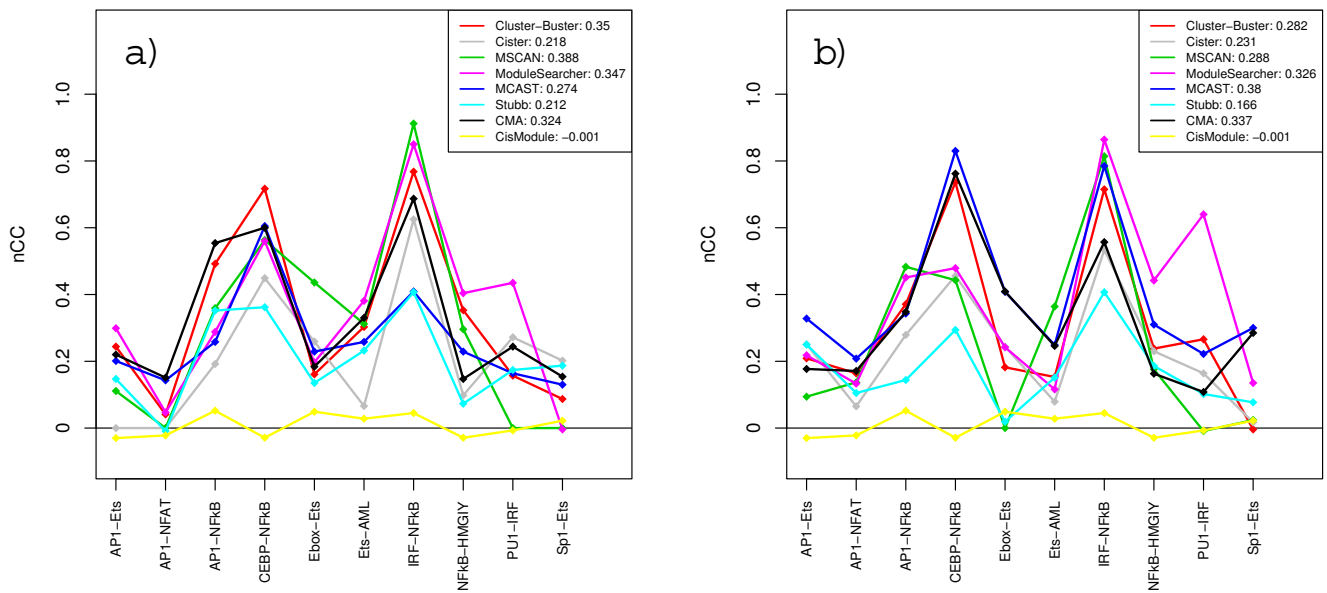 a)
Cluster−Buster: 0.35
Cister: 0.218
MSCAN: 0.388
ModuleSearcher: 0.347
MCAST: 0.274
Stubb: 0.212
CMA: 0.324
CisModule: −0.001
nCC
1.0
0.8
0.6
0.4
0.2
0
AP1−Ets
AP1−NFAT
AP1−NFkB
CEBP−NFkB
Ebox−Ets
Ets−AML
IRF−NFkB
NFkB−HMGIY
PU1−IRF
Sp1−Ets
b)
Cluster−Buster: 0.282
Cister: 0.231
MSCAN: 0.288
ModuleSearcher: 0.326
MCAST: 0.38
Stubb: 0.166
CMA: 0.337
CisModule: −0.001
nCC
1.0
0.8
0.6
0.4
0.2
0
AP1−Ets
AP1−NFAT
AP1−NFkB
CEBP−NFkB
Ebox−Ets
Ets−AML
IRF−NFkB
NFkB−HMGIY
PU1−IRF
Sp1−Ets